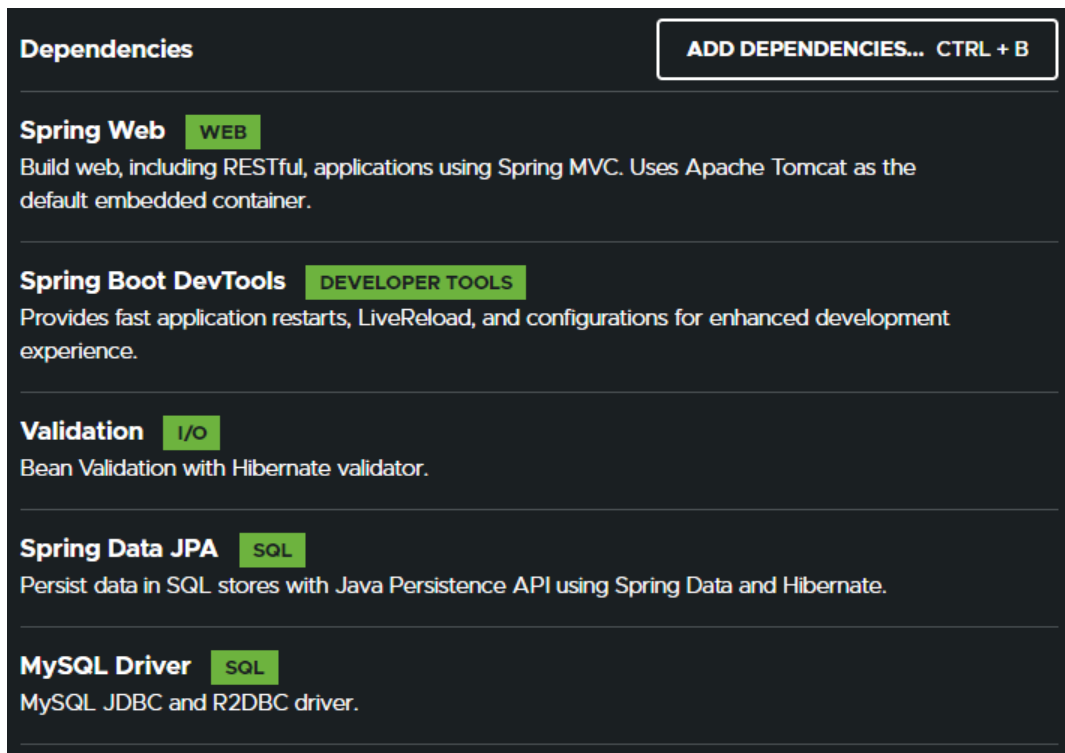 Dependencies
ADD DEPENDENCIES... CTRL + B
Spring Web WEB
Build web, including RESTful, applications using Spring MVC. Uses Apache Tomcat as the
default embedded container.
Spring Boot DevTools DEVELOPER TOOLS
Provides fast application restarts, LiveReload, and configurations for enhanced development
experience.
Validation I/O
Bean Validation with Hibernate validator.
Spring Data JPA SQL
Persist data in SQL stores with Java Persistence API using Spring Data and Hibernate.
MySQL Driver SQL
MySQL JDBC and R2DBC driver.